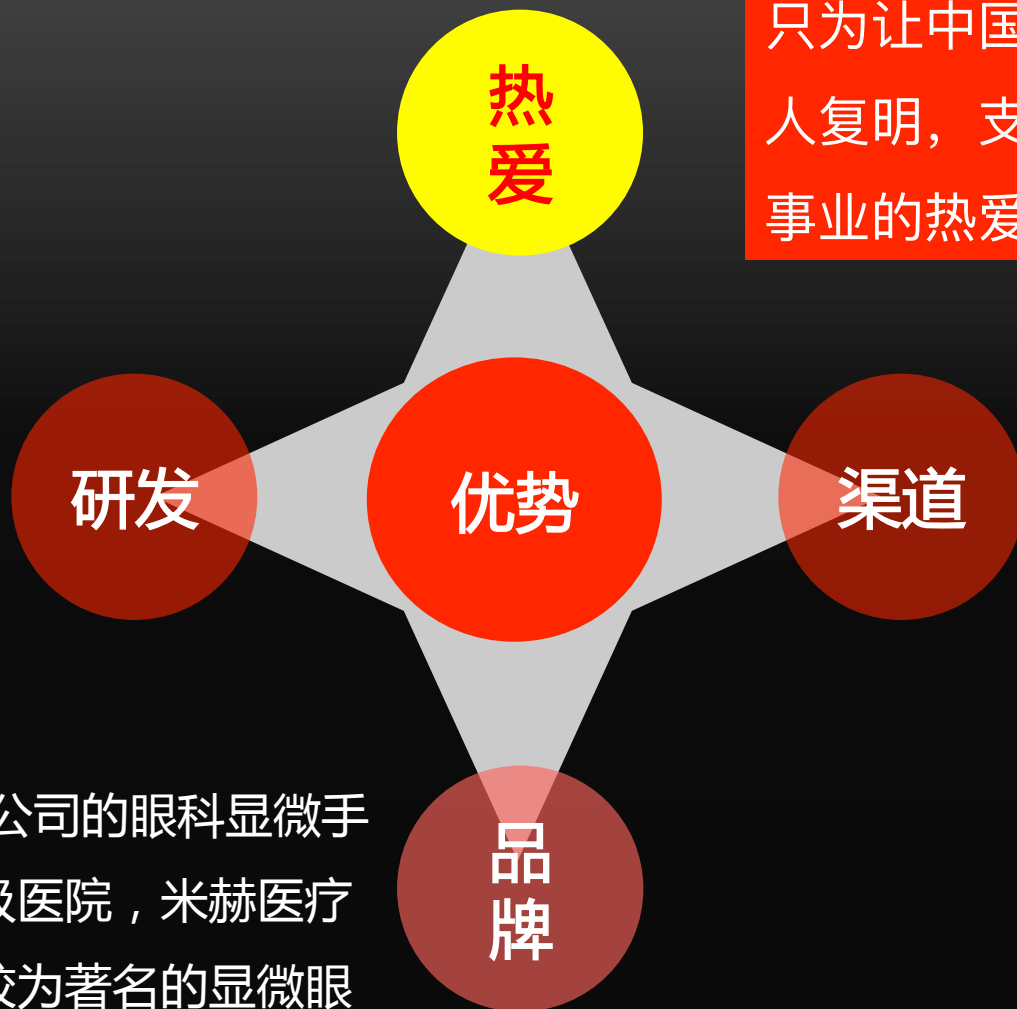 热
爱
只为让中国
人复明，支
事业的热爱
研发
优势
渠道
公司的眼科显微手
及医院，米赫医疗
较为著名的显微眼
品
牌